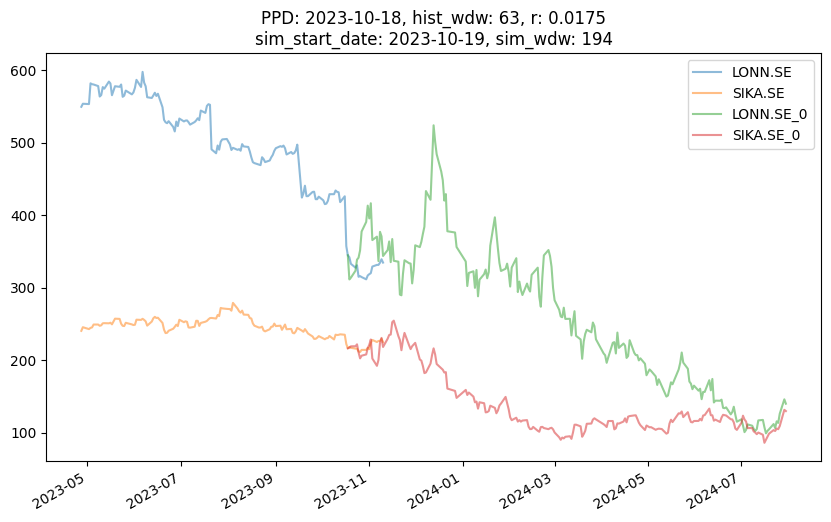 PPD: 2023-10-18, hist_wdw: 63, r: 0.0175
sim_start_date: 2023-10-19, sim_wdw: 194
LONN.SE
SIKA.SE
LONN.SE_0
SIKA.SE_0
600
500
400
300
200
100
2023-05
2023-07
2023-09
2023-11
2024-01
2024-03
2024-05
2024-07